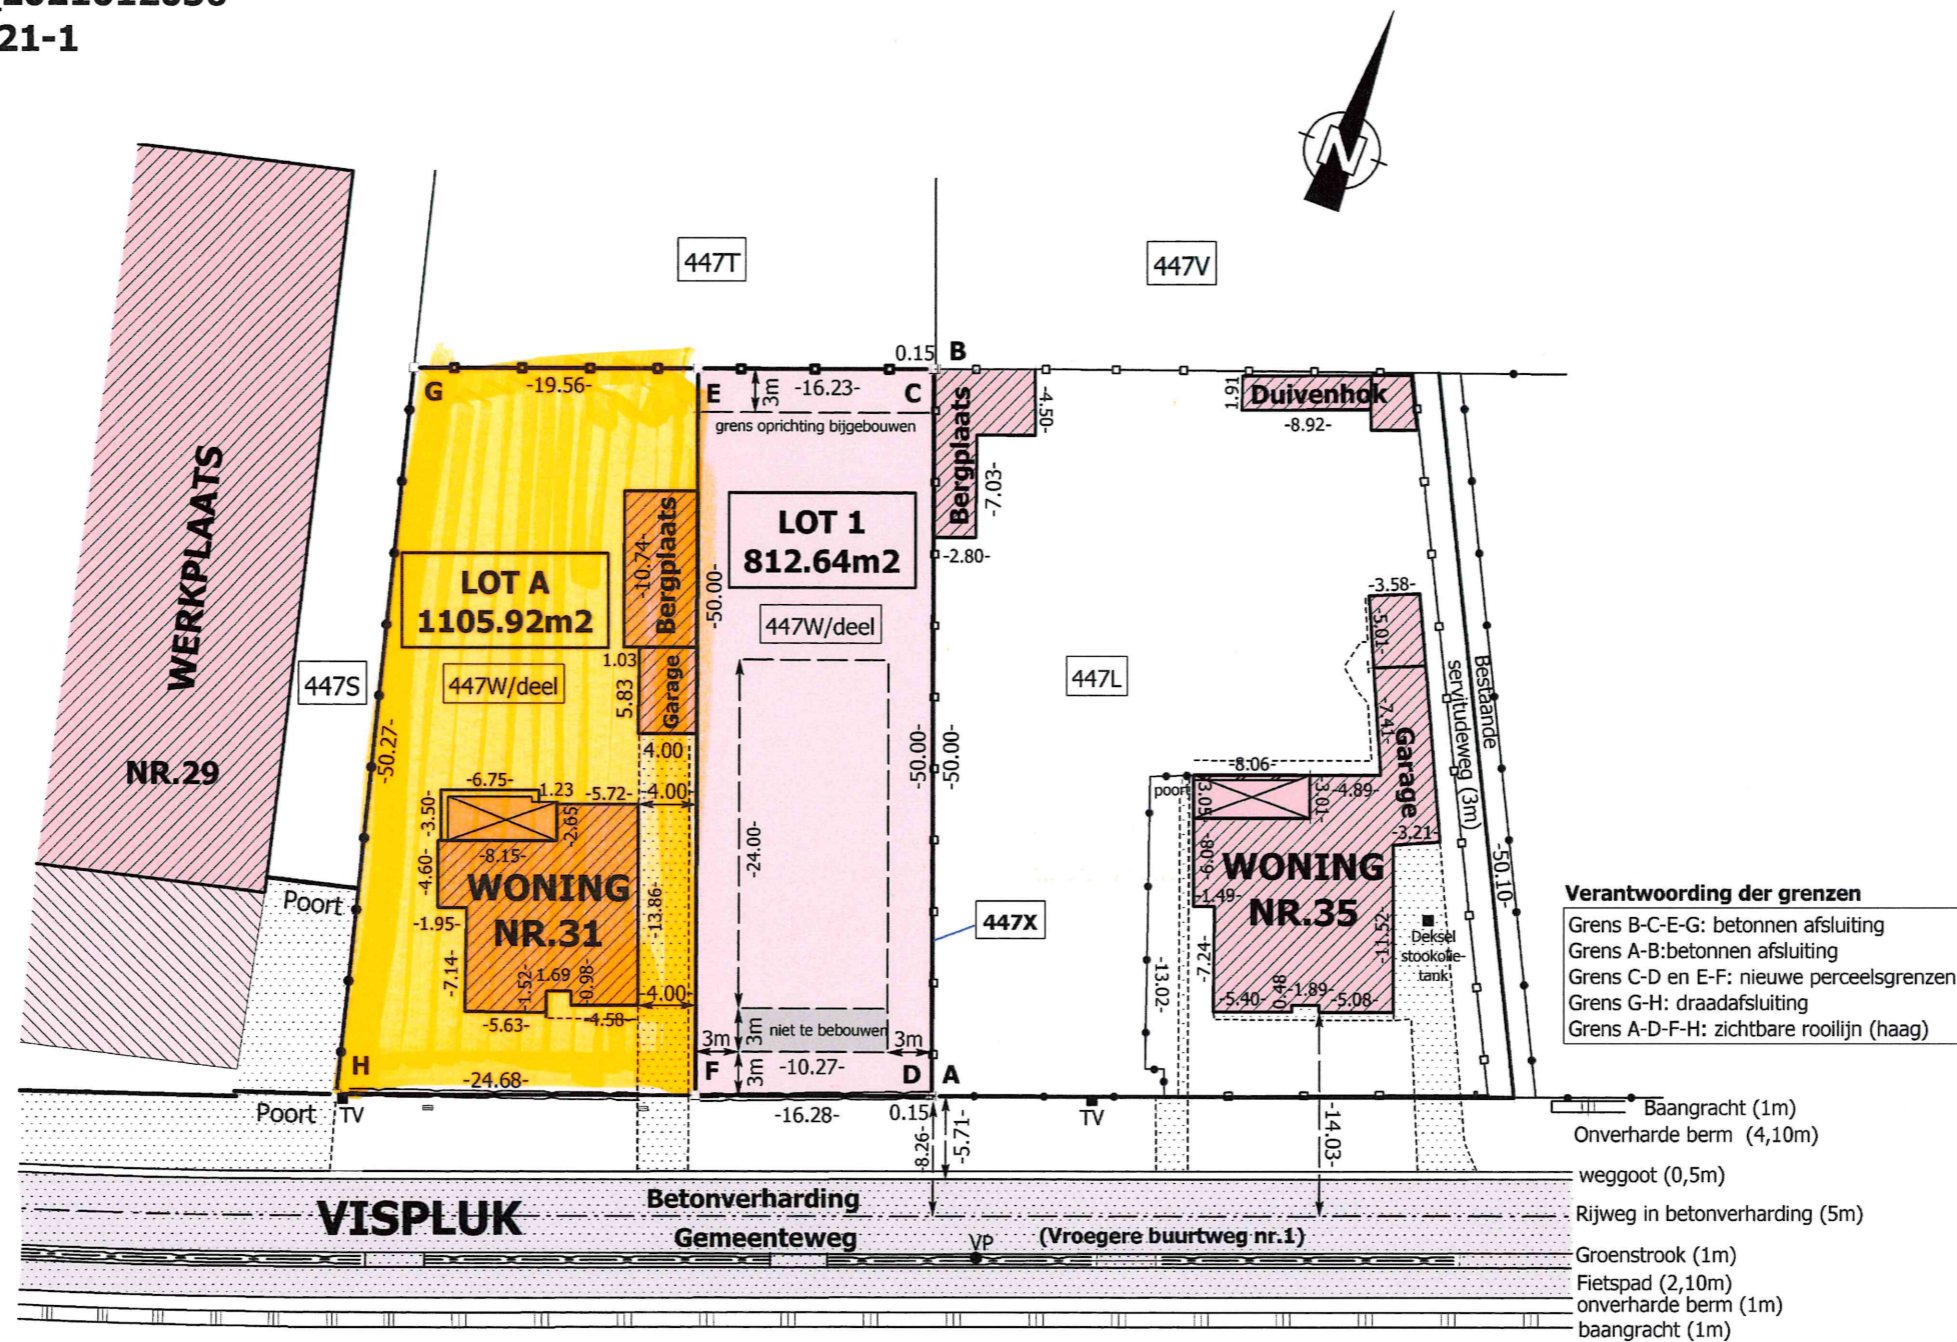 21-1
N
447T
447V
0.15
B
G
-19.56-
E
3m
-16.23-
C
grens oprichting bijgebouwen
Bergplaats
-4.50-
1.91
Duivenhok
-8.92-
-7.03-
-2.80-
WERKPLAATS
NR.29
LOT A
1105.92m2
447W/deel
447S
-10.74-
Bergplaats
-50.00-
LOT 1
812.64m2
447W/deel
1.03
5.83
Garage
4.00
447L
-3.58-
-5.01-
servitudeweg (3m)
Bestaande
-50.27-
-50.00-
-50.00-
-7.41-
Garage
-6.75-
1.23
-5.72-
-4.00-
-3.50-
-2.65-
-8.15-
-4.60-
WONING
NR.31
-1.95-
-13.86-
-7.14-
-1.52-
1.69
-0.98-
-4.00-
-5.63-
-4.58-
-24.00-
niet te bebouwen
3m
3m
3m
3m
-10.27-
447X
poort
-8.06-
-3.05-
-3.01-
-4.89-
-3.21-
-6.08-
WONING
NR.35
-1.49-
-7.24-
-11.52-
-13.02-
-5.40-
0.48
-1.89-
-5.08-
Deksel
stookolie-
tank
-50.10-
Verantwoording der grenzen
Grens B-C-E-G: betonnen afsluiting
Grens A-B:betonnen afsluiting
Grens C-D en E-F: nieuwe perceelsgrenzen
Grens G-H: draadafsluiting
Grens A-D-F-H: zichtbare rooilijn (haag)
Poort
H
-24.68-
F
D
A
Poort
TV
-16.28-
0.15
-8.26-
-5.71-
TV
-14.03-
Baangracht (1m)
Onverharde berm (4,10m)
weggoot (0,5m)
VISPLUK
Betonverharding
Rijweg in betonverharding (5m)
Gemeenteweg
VP
(Vroegere buurtweg nr.1)
Groenstrook (1m)
Fietspad (2,10m)
onverharde berm (1m)
baangracht (1m)